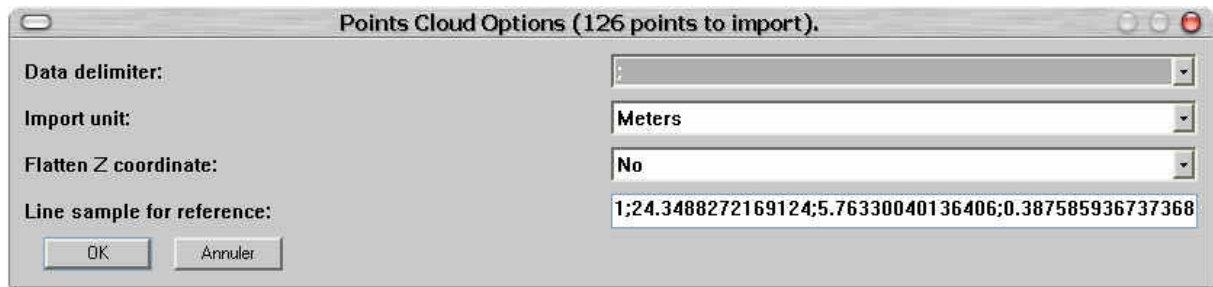 Points Cloud Options (126 points to import).
Data delimiter: ;
Import unit: Meters
Flatten Z coordinate: No
Line sample for reference: 1;24.3488272169124;5.76330040136406;0.387585936737368
OK Annuler